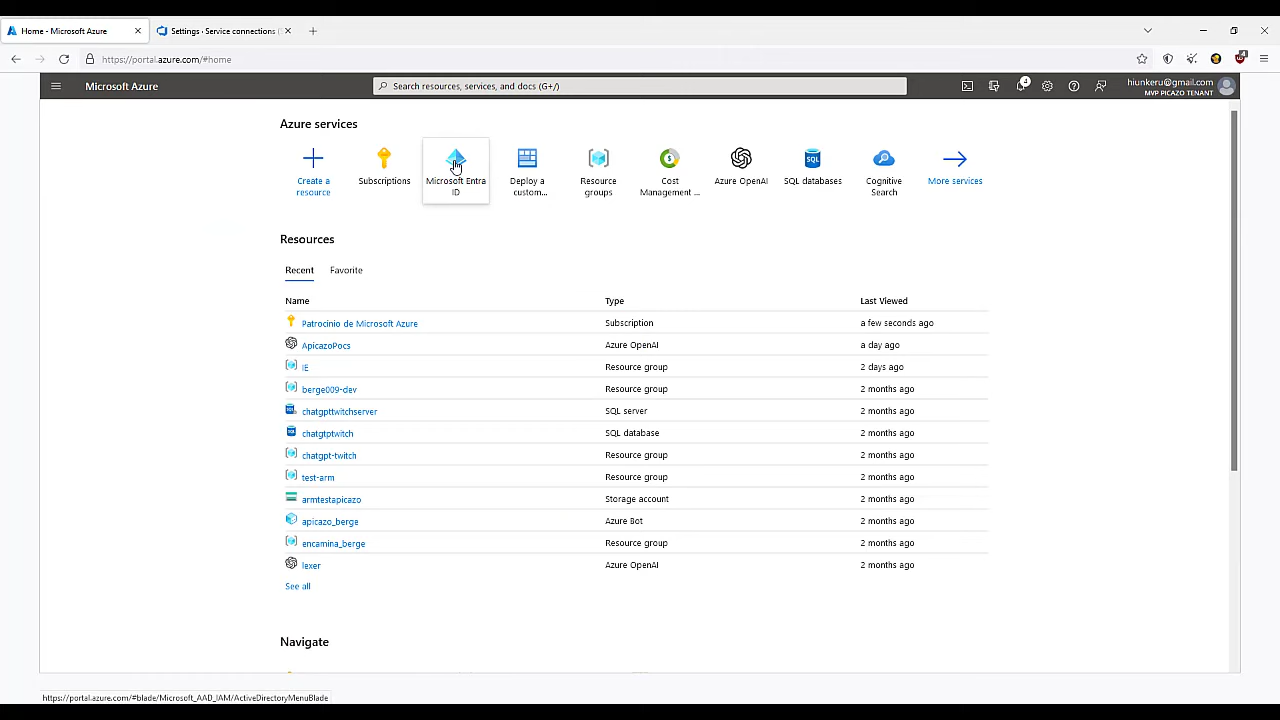 Home - Microsoft Azure
Settings · Service connections (
https://portal.azure.com/#home
Microsoft Azure
Search resources, services, and docs (G+/)
4
hiunkeru@gmail.com
MVP PICAZO TENANT
4
Azure services
Create a resource
Subscriptions
Microsoft Entra ID
Deploy a custom...
Resource groups
Cost Management ...
Azure OpenAI
SQL databases
Cognitive Search
More services
Resources
Recent Favorite
Name Type Last Viewed
Patrocinio de Microsoft Azure Subscription a few seconds ago
ApicazoPocs Azure OpenAI a day ago
IE Resource group 2 days ago
berge009-dev Resource group 2 months ago
chatgpttwitchserver SQL server 2 months ago
chatgtptwitch SQL database 2 months ago
chatgpt-twitch Resource group 2 months ago
test-arm Resource group 2 months ago
armtestapicazo Storage account 2 months ago
apicazo_berge Azure Bot 2 months ago
encamina_berge Resource group 2 months ago
lexer Azure OpenAI 2 months ago
See all
Navigate
https://portal.azure.com/#blade/Microsoft_AAD_IAM/ActiveDirectoryMenuBlade